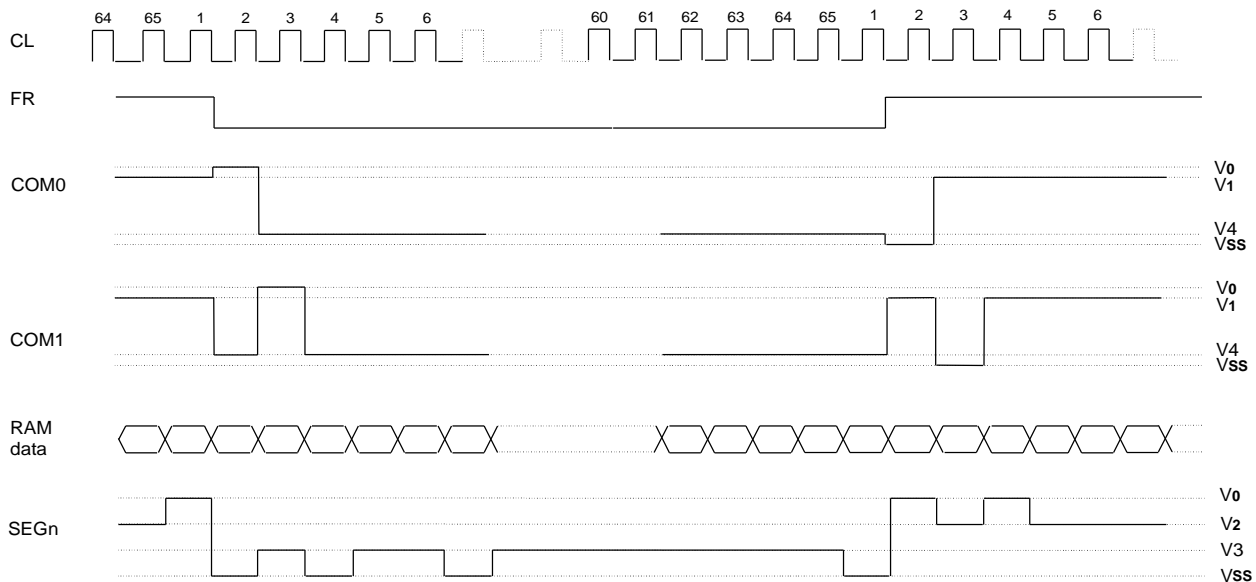 64 65 1 2 3 4 5 6 60 61 62 63 64 65 1 2 3 4 5 6
CL
FR
COM0
V0
V1
V4
VSS
COM1
V0
V1
V4
VSS
RAM
data
SEGn
V0
V2
V3
VSS